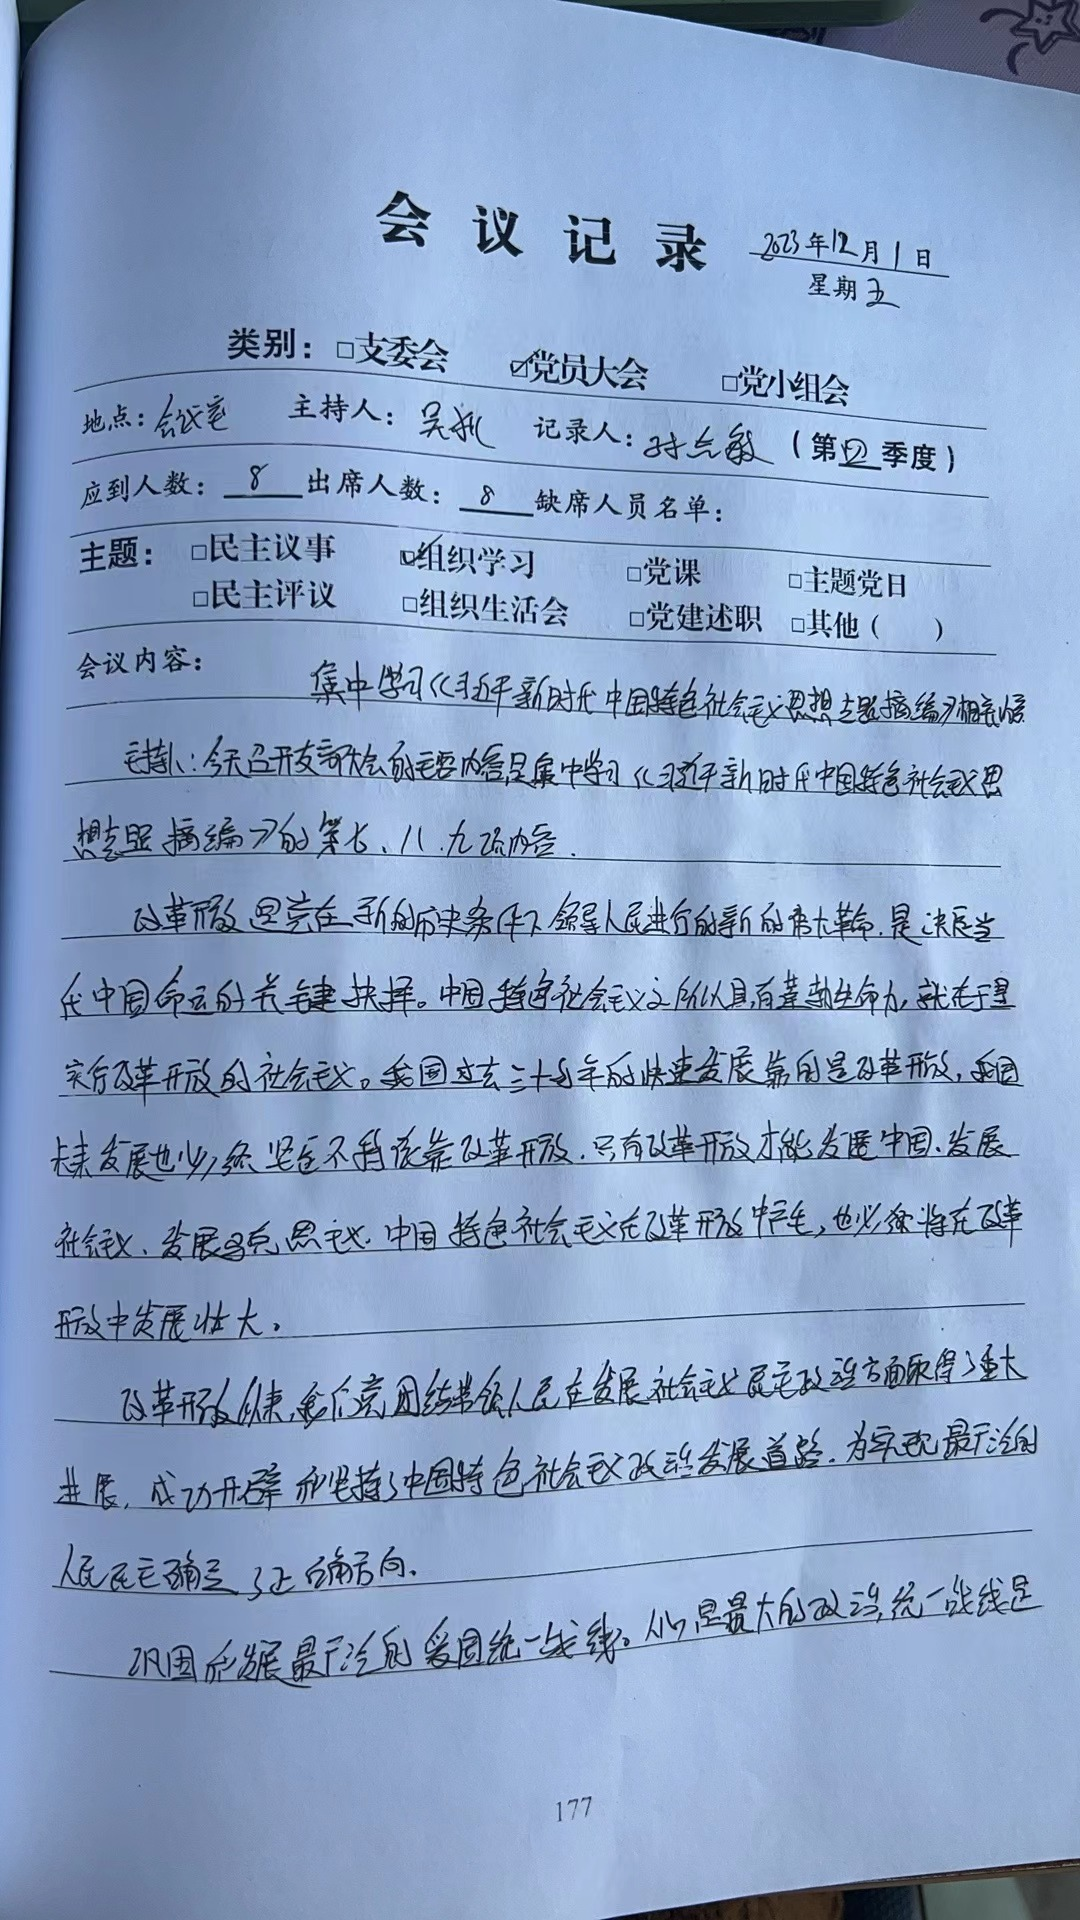 会议记录 2023年12月1日
星期五
类别：□支委会 ☑党员大会 □党小组会
地点：会议室 主持人：吴 记录人：孙敏（第四季度）
应到人数：8 出席人数：8 缺席人员名单：
主题：□民主议事 ☑组织学习 □党课 □主题党日
□民主评议 □组织生活会 □党建述职 □其他（ ）
会议内容： 集中学习《习近平新时代中国特色社会主义思想专题摘编》相关内容
主持人：今天召开支部大会的主要内容是集中学习《习近平新时代中国特色社会主义思
想专题摘编》的第七、八、九项内容.
改革开放是党在新的历史条件下领导人民进行的新的伟大革命.是决定当
代中国命运的关键抉择。中国特色社会主义之所以具有蓬勃生命力，就在于是
实行改革开放的社会主义。我国过去三十多年的快速发展靠的是改革开放，我国
未来发展也必须坚定不移依靠改革开放.只有改革开放才能发展中国、发展
社会主义、发展马克思主义.中国特色社会主义在改革开放中产生，也必须将在改革
开放中发展壮大。
改革开放以来，我们党团结带领人民在发展社会主义民主政治方面取得了重大
进展，成功开辟和坚持了中国特色社会主义政治发展道路.为实现最广泛的
人民民主确立了正确方向.
巩固和发展最广泛的爱国统一战线。人心是最大的政治，统一战线是
177